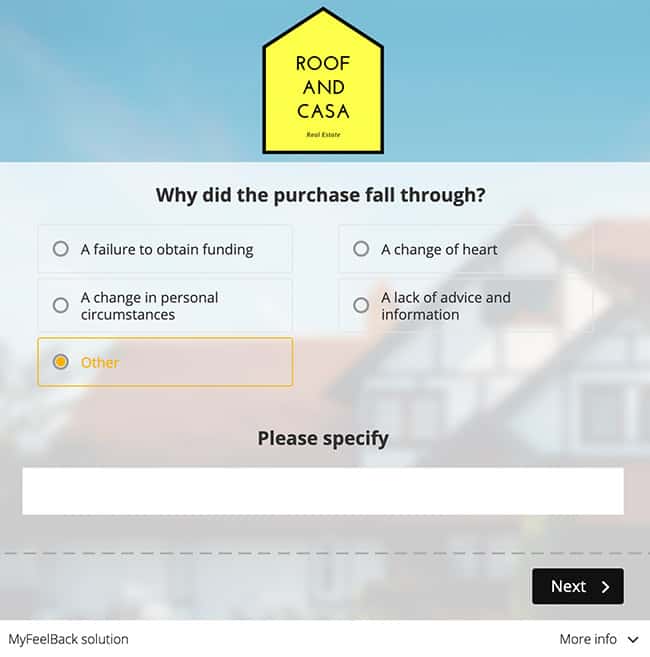 ROOF
AND
CASA
Real Estate
Why did the purchase fall through?
A failure to obtain funding
A change of heart
A change in personal
circumstances
A lack of advice and
information
Other
Please specify
Next
MyFeelBack solution
More info